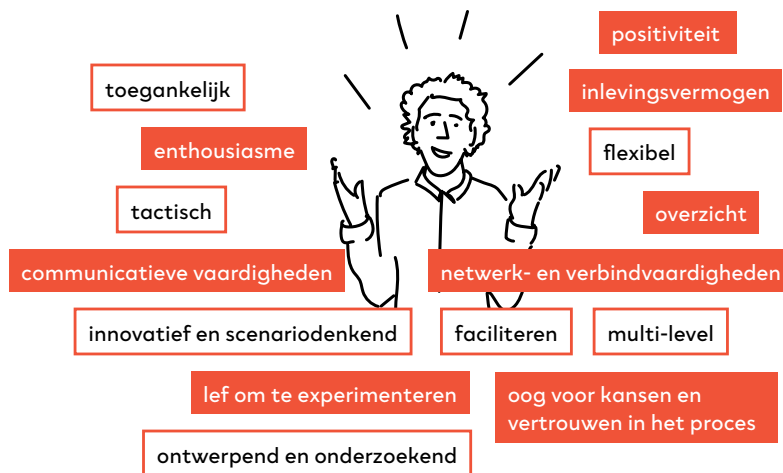 positiviteit
toegankelijk
inlevingsvermogen
enthousiasme
flexibel
tactisch
overzicht
communicatieve vaardigheden
netwerk- en verbindvaardigheden
innovatief en scenariodenkend
faciliteren
multi-level
lef om te experimenteren
oog voor kansen en
vertrouwen in het proces
ontwerpend en onderzoekend